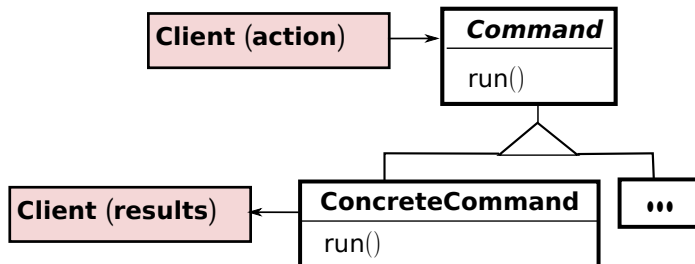 Client (action)
Command
run()
Client (results)
ConcreteCommand
run()
...